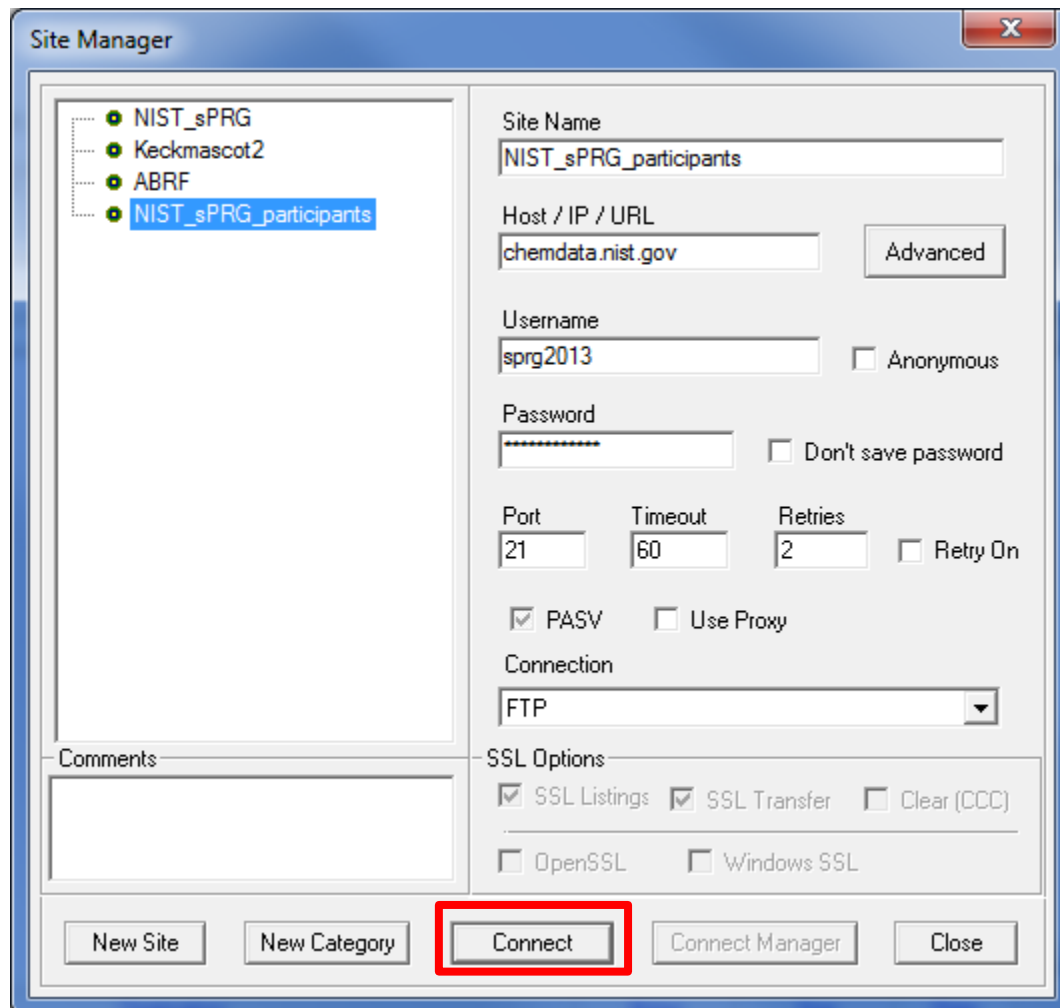 Site Manager
NIST_sPRG
Keckmascot2
ABRF
NIST_sPRG_participants
Site Name
NIST_sPRG_participants
Host / IP / URL
chemdata.nist.gov
Advanced
Username
sprg2013
Anonymous
Password
************
Don't save password
Port Timeout Retries
21 60 2 Retry On
PASV Use Proxy
Connection
FTP
Comments
SSL Options
SSL Listings SSL Transfer Clear (CCC)
OpenSSL Windows SSL
New Site New Category Connect Connect Manager Close